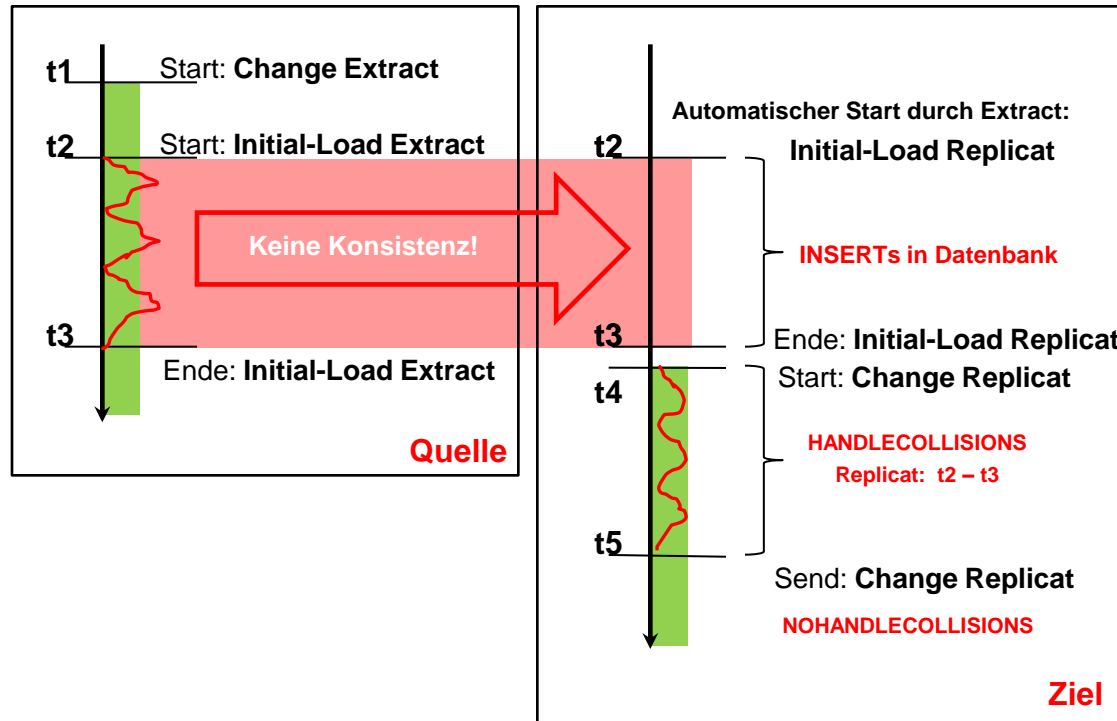 t1
Start: Change Extract
t2
Start: Initial-Load Extract
Keine Konsistenz!
t3
Ende: Initial-Load Extract
Quelle
Automatischer Start durch Extract:
t2
Initial-Load Replicat
INSERTs in Datenbank
t3
Ende: Initial-Load Replicat
Start: Change Replicat
t4
HANDLECOLLISIONS
Replicat: t2 – t3
t5
Send: Change Replicat
NOHANDLECOLLISIONS
Ziel